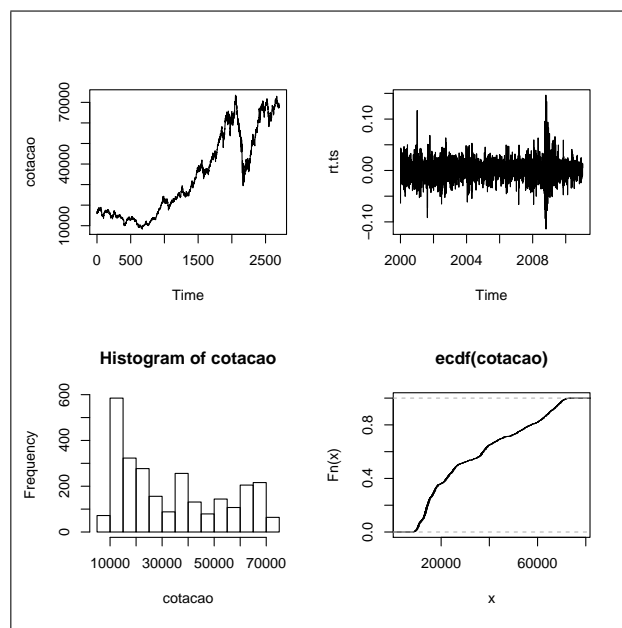 cotacao
10000 40000 70000
0 500 1500 2500
Time
rt.ts
−0.10 0.00 0.10
2000 2004 2008
Time
Histogram of cotacao
Frequency
0 200 400 600
10000 30000 50000 70000
cotacao
ecdf(cotacao)
Fn(x)
0.0 0.4 0.8
20000 60000
x